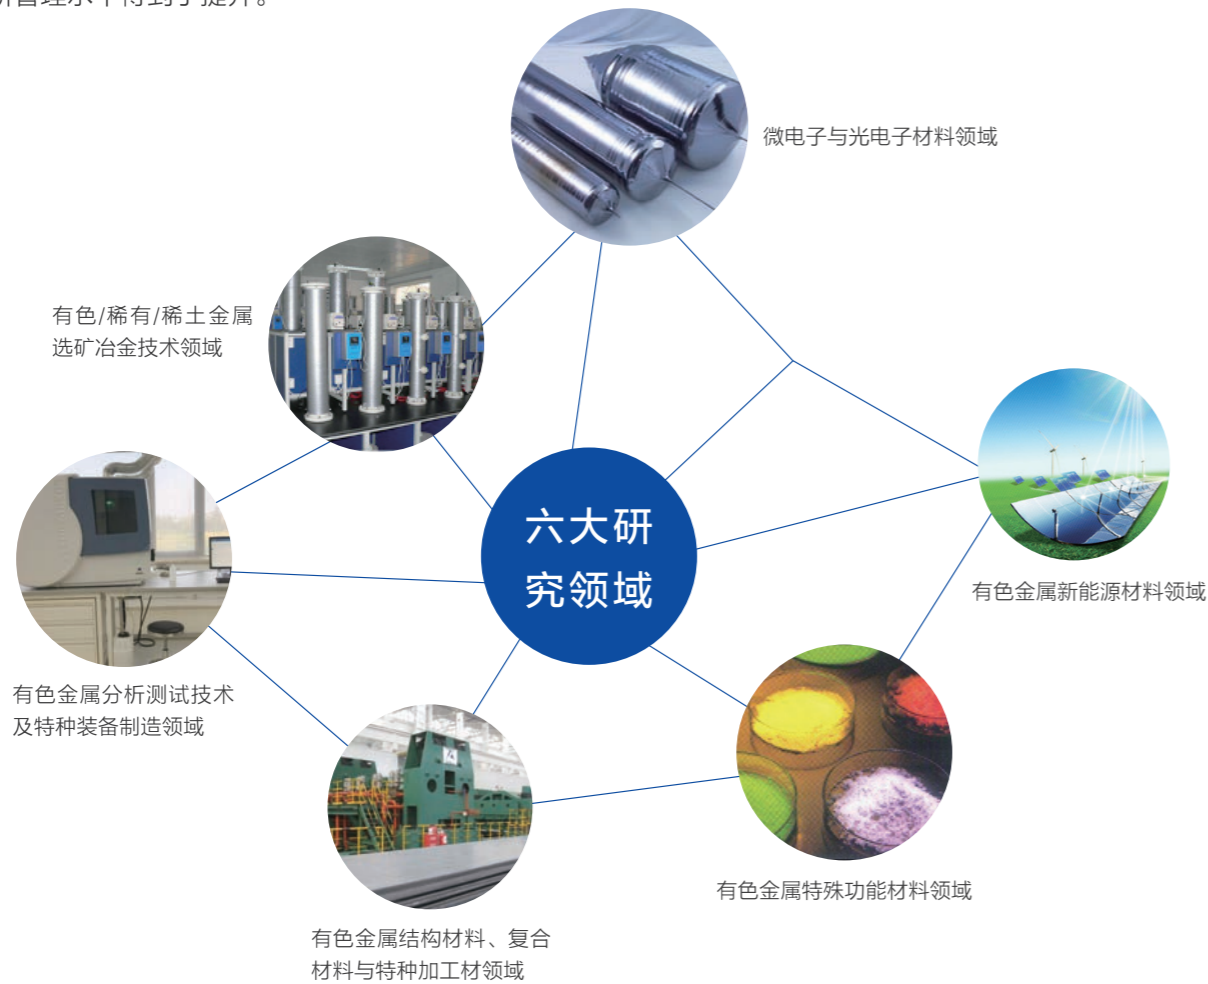 微电子与光电子材料领域
有色/稀有/稀土金属
选矿冶金技术领域
六大研
究领域
有色金属新能源材料领域
有色金属分析测试技术
及特种装备制造领域
有色金属特殊功能材料领域
有色金属结构材料、复合
材料与特种加工材领域